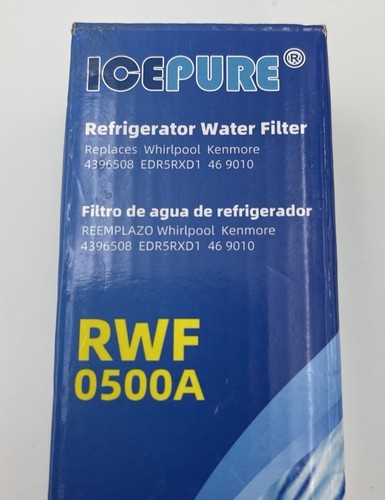 ICEPURE®
Refrigerator Water Filter
Replaces Whirlpool Kenmore
4396508 EDR5RXD1 46 9010
Filtro de agua de refrigerador
REEMPLAZO Whirlpool Kenmore
4396508 EDR5RXD1 46 9010
RWF
0500A